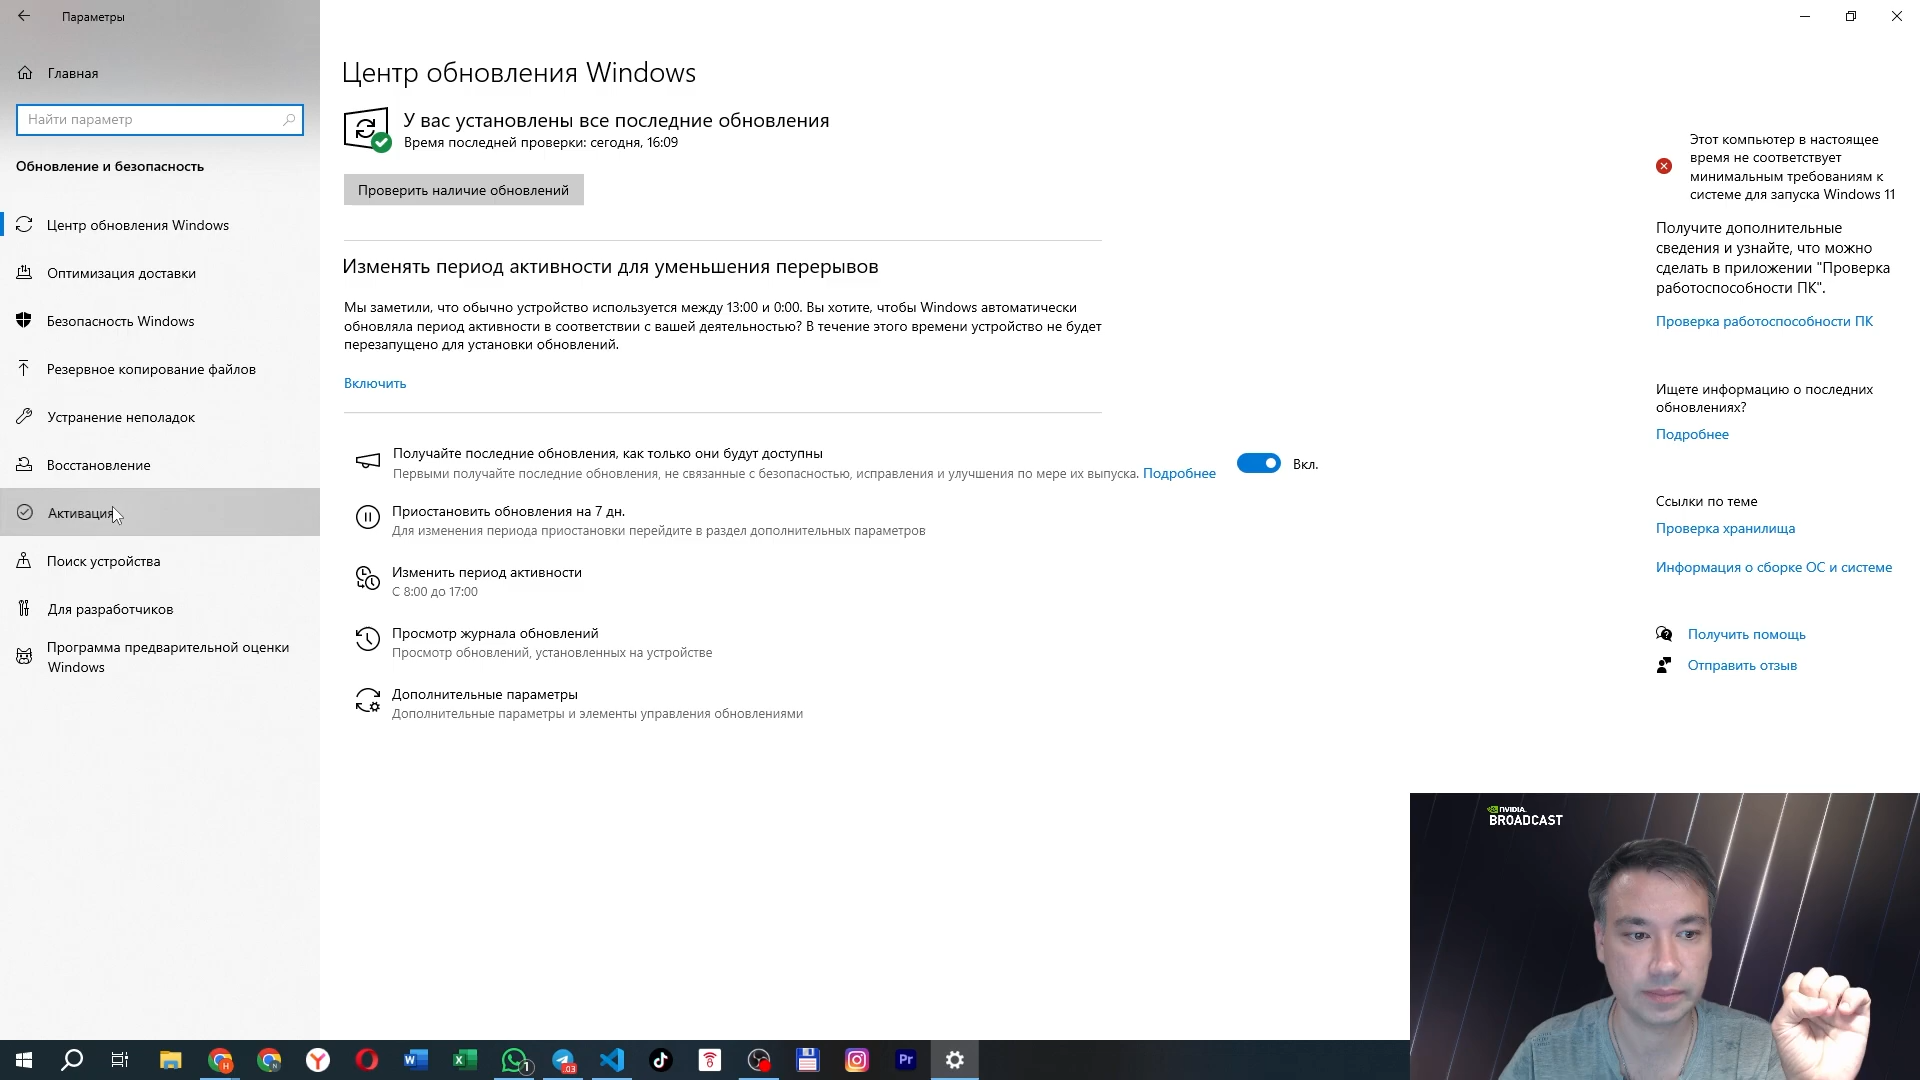 Параметры
Главная
Найти параметр
Обновление и безопасность
Центр обновления Windows
Оптимизация доставки
Безопасность Windows
Резервное копирование файлов
Устранение неполадок
Восстановление
Активация
Поиск устройства
Для разработчиков
Программа предварительной оценки
Windows
Центр обновления Windows
У вас установлены все последние обновления
Время последней проверки: сегодня, 16:09
Проверить наличие обновлений
Изменять период активности для уменьшения перерывов
Мы заметили, что обычно устройство используется между 13:00 и 0:00. Вы хотите, чтобы Windows автоматически
обновляла период активности в соответствии с вашей деятельностью? В течение этого времени устройство не будет
перезапущено для установки обновлений.
Включить
Получайте последние обновления, как только они будут доступны
Первыми получайте последние обновления, не связанные с безопасностью, исправления и улучшения по мере их выпуска. Подробнее
Вкл.
Приостановить обновления на 7 дн.
Для изменения периода приостановки перейдите в раздел дополнительных параметров
Изменить период активности
С 8:00 до 17:00
Просмотр журнала обновлений
Просмотр обновлений, установленных на устройстве
Дополнительные параметры
Дополнительные параметры и элементы управления обновлениями
Этот компьютер в настоящее
время не соответствует
минимальным требованиям к
системе для запуска Windows 11
Получите дополнительные
сведения и узнайте, что можно
сделать в приложении "Проверка
работоспособности ПК".
Проверка работоспособности ПК
Ищете информацию о последних
обновлениях?
Подробнее
Ссылки по теме
Проверка хранилища
Информация о сборке ОС и системе
Получить помощь
Отправить отзыв
NVIDIA.
BROADCAST
H
N
1
.03
Pr